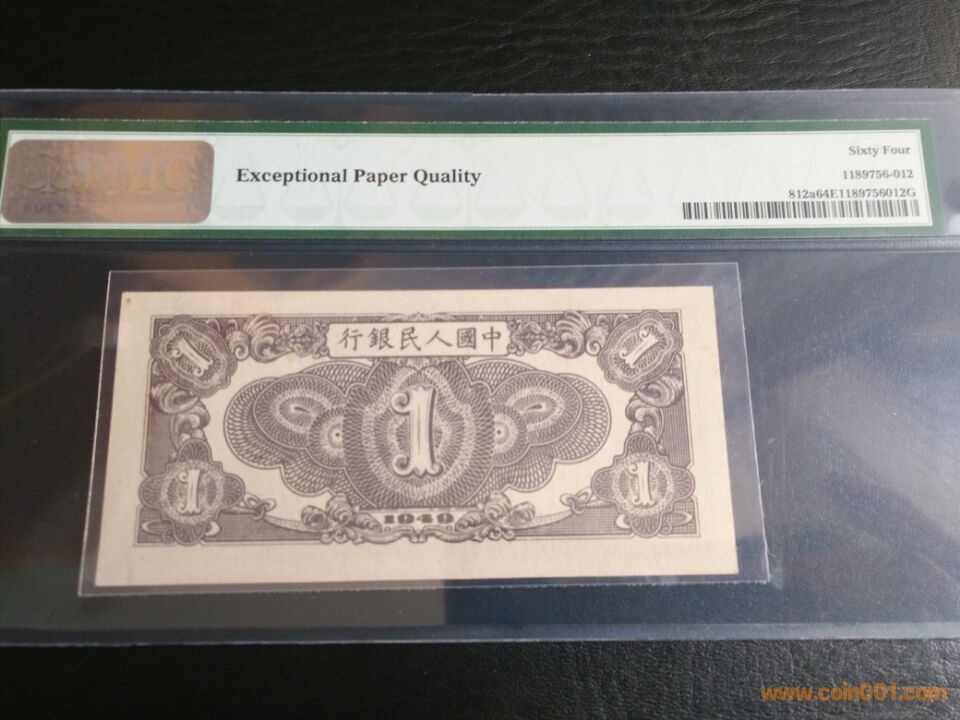 PMG
Exceptional Paper Quality
Sixty Four
1189756-012
812a64E1189756012G
行銀民人國中
1
1
1
1
1
1949
www.coin001.com